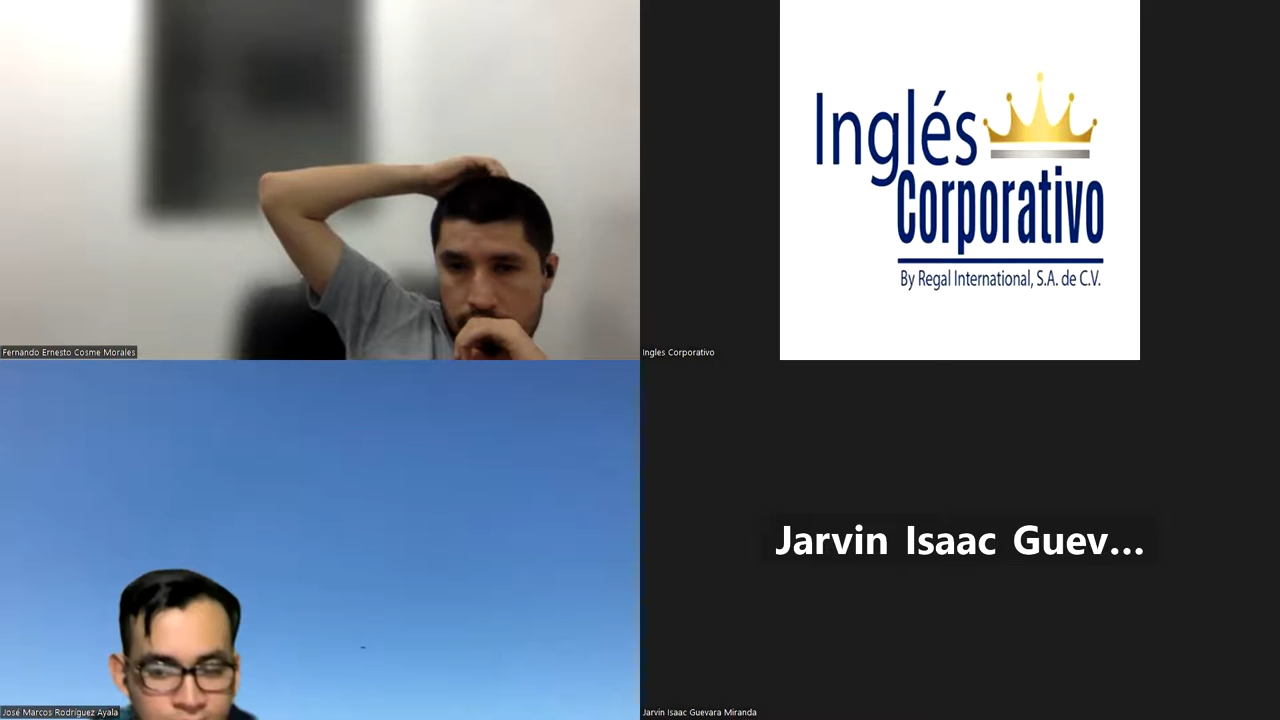 Inglés
Corporativo
By Regal International, S.A. de C.V.
Fernando Ernesto Cosme Morales
Ingles Corporativo
Jarvin Isaac Guev...
José Marcos Rodríguez Ayala
Jarvin Isaac Guevara Miranda